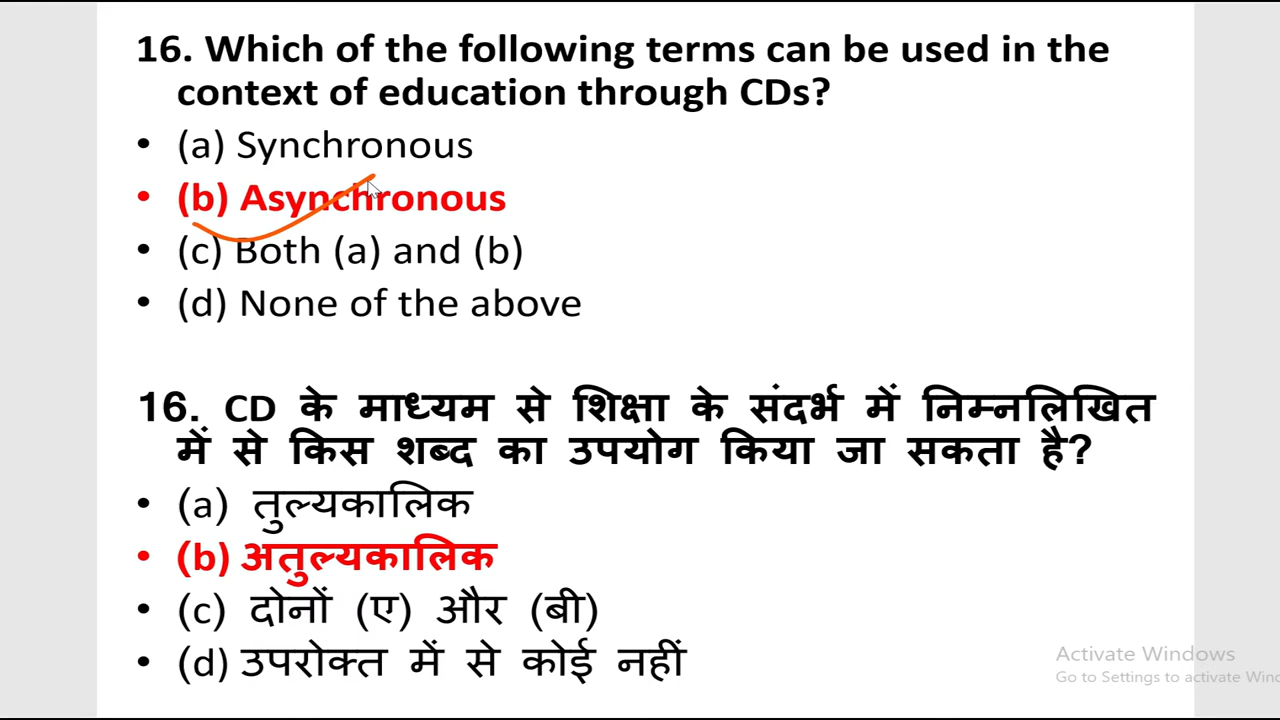 16. Which of the following terms can be used in the
context of education through CDs?
• (a) Synchronous
• (b) Asynchronous
• (c) Both (a) and (b)
• (d) None of the above
16. CD के माध्यम से शिक्षा के संदर्भ में निम्नलिखित
में से किस शब्द का उपयोग किया जा सकता है?
• (a) तुल्यकालिक
• (b) अतुल्यकालिक
• (c) दोनों (ए) और (बी)
• (d) उपरोक्त में से कोई नहीं
Activate Windows
Go to Settings to activate Wind